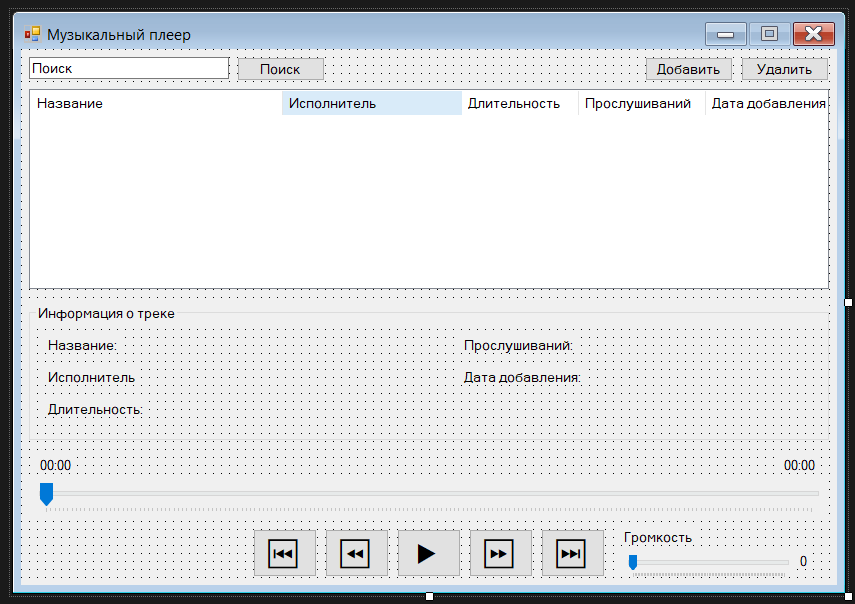 Музыкальный плеер
Поиск Поиск Добавить Удалить
Название Исполнитель Длительность Прослушиваний Дата добавления
Информация о треке
Название: Прослушиваний:
Исполнитель Дата добавления:
Длительность:
00:00 00:00
Громкость
0